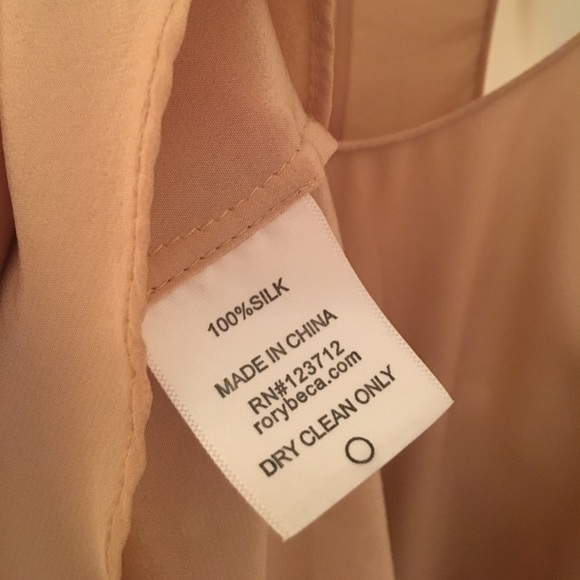 100%SILK
MADE IN CHINA
RN#123712
rorybeca.com
DRY CLEAN ONLY